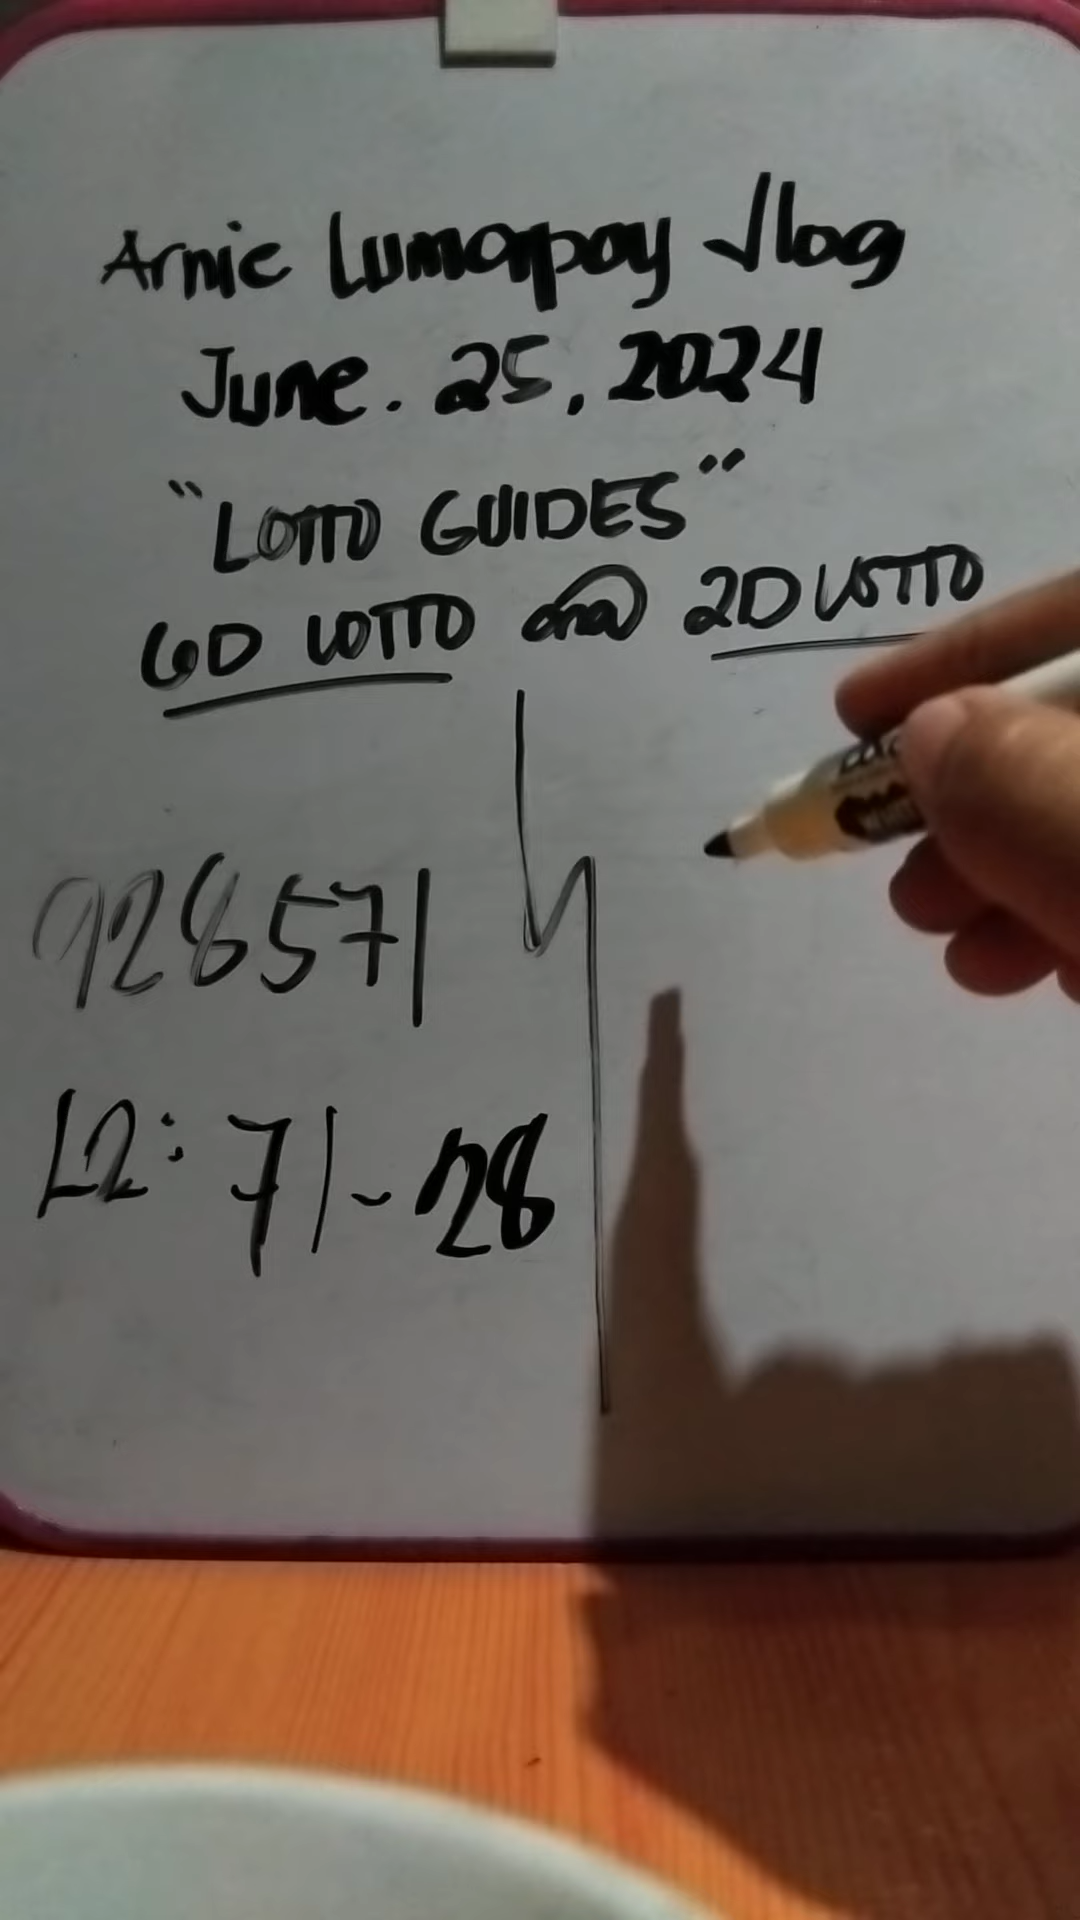 Arnie Lumapay Vlog
June. 25, 2024
"LOTTO GUIDES"
6D LOTTO and 2D LOTTO
928571
L2: 71-28